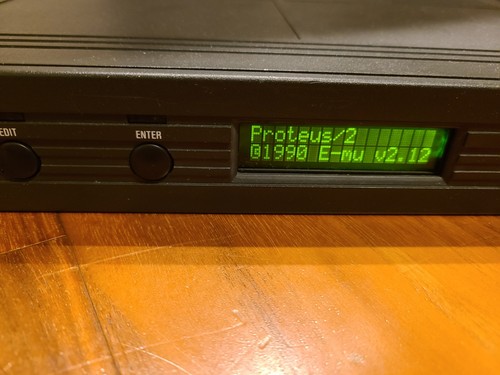 EDIT
ENTER
Proteus/2
©1990 E-mu v2.12